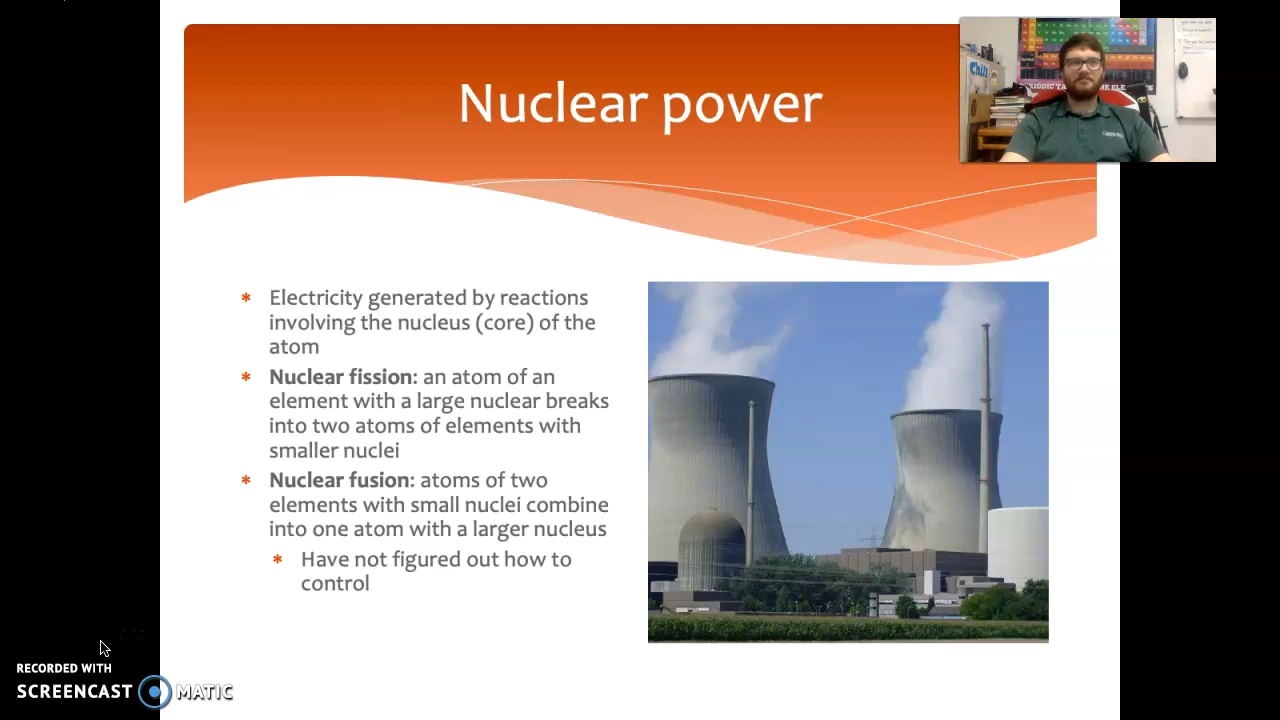 Nuclear power
Chili
PERIODIC TA
* Electricity generated by reactions
involving the nucleus (core) of the
atom
* Nuclear fission: an atom of an
element with a large nuclear breaks
into two atoms of elements with
smaller nuclei
* Nuclear fusion: atoms of two
elements with small nuclei combine
into one atom with a larger nucleus
* Have not figured out how to
control
RECORDED WITH
SCREENCAST MATIC